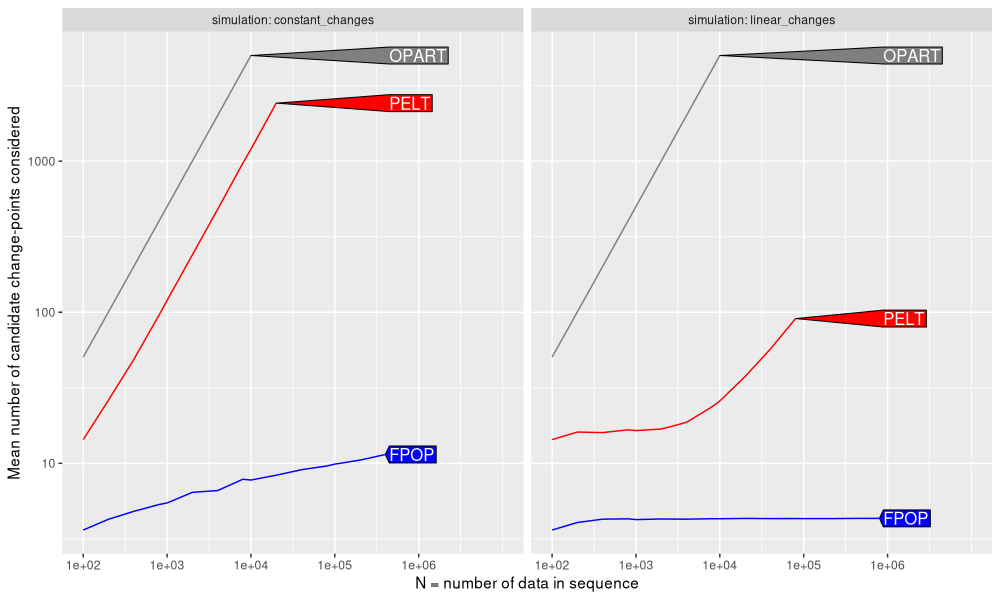 simulation: constant_changes
simulation: linear_changes
Mean number of candidate change-points considered
1000
100
10
OPART
PELT
FPOP
OPART
PELT
FPOP
1e+02 1e+03 1e+04 1e+05 1e+06
1e+02 1e+03 1e+04 1e+05 1e+06
N = number of data in sequence